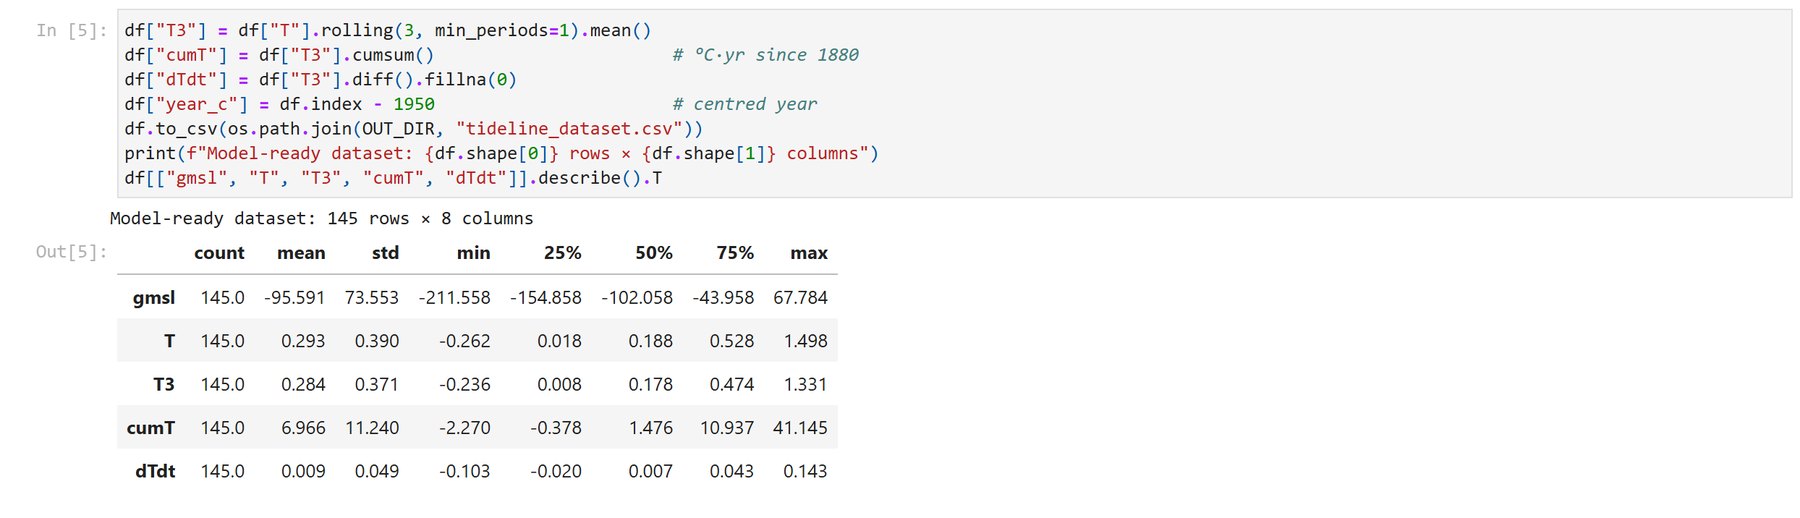 In [5]: df["T3"] = df["T"].rolling(3, min_periods=1).mean()
df["cumT"] = df["T3"].cumsum() # °C·yr since 1880
df["dTdt"] = df["T3"].diff().fillna(0)
df["year_c"] = df.index - 1950 # centred year
df.to_csv(os.path.join(OUT_DIR, "tideline_dataset.csv"))
print(f"Model-ready dataset: {df.shape[0]} rows × {df.shape[1]} columns")
df[["gmsl", "T", "T3", "cumT", "dTdt"]].describe().T
Model-ready dataset: 145 rows × 8 columns
Out[5]: count mean std min 25% 50% 75% max
gmsl 145.0 -95.591 73.553 -211.558 -154.858 -102.058 -43.958 67.784
T 145.0 0.293 0.390 -0.262 0.018 0.188 0.528 1.498
T3 145.0 0.284 0.371 -0.236 0.008 0.178 0.474 1.331
cumT 145.0 6.966 11.240 -2.270 -0.378 1.476 10.937 41.145
dTdt 145.0 0.009 0.049 -0.103 -0.020 0.007 0.043 0.143